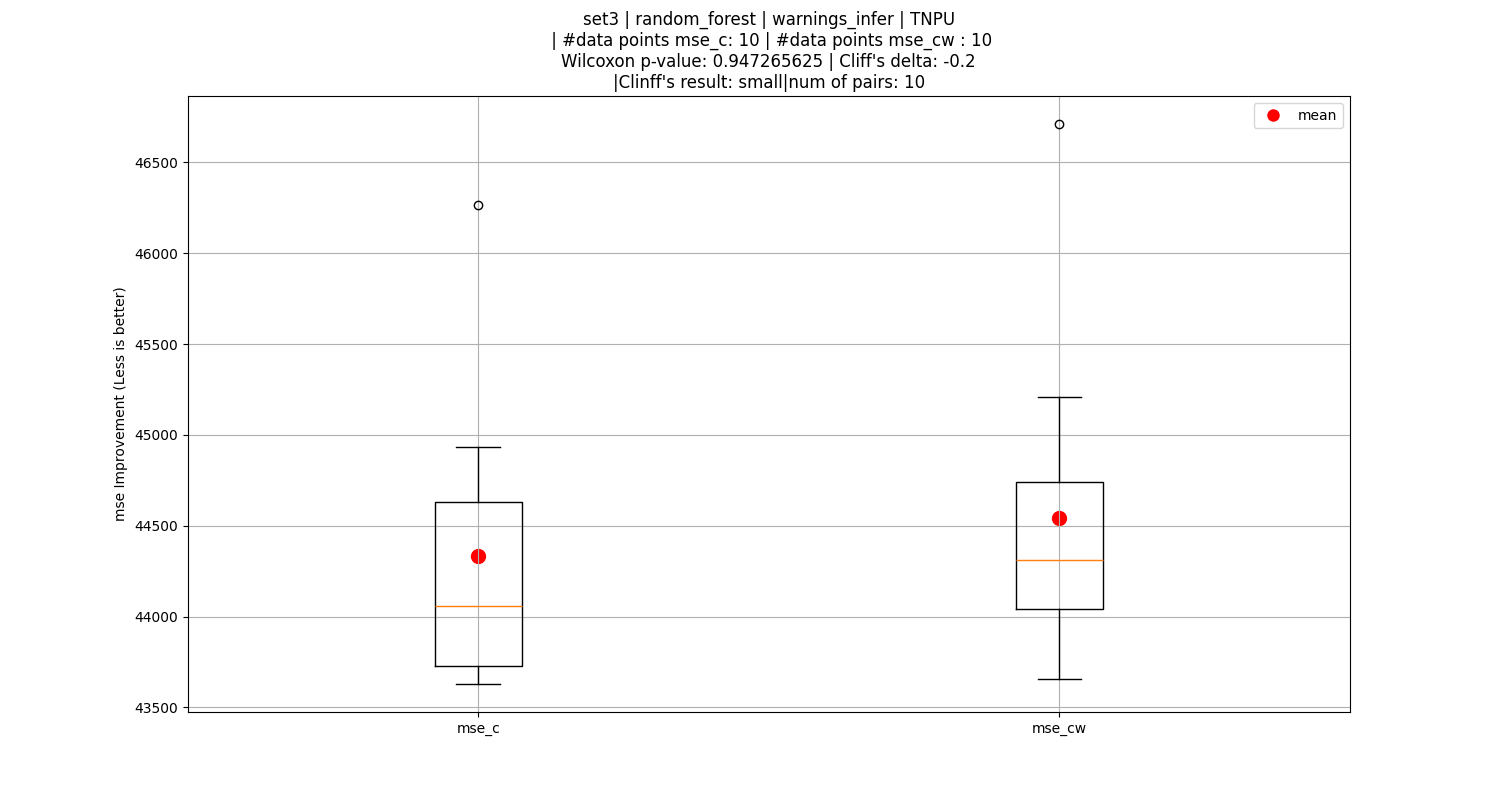 set3 | random_forest | warnings_infer | TNPU
| #data points mse_c: 10 | #data points mse_cw : 10
Wilcoxon p-value: 0.947265625 | Cliff's delta: -0.2
|Clinff's result: small|num of pairs: 10
mean
mse Improvement (Less is better)
46500
46000
45500
45000
44500
44000
43500
mse_c
mse_cw